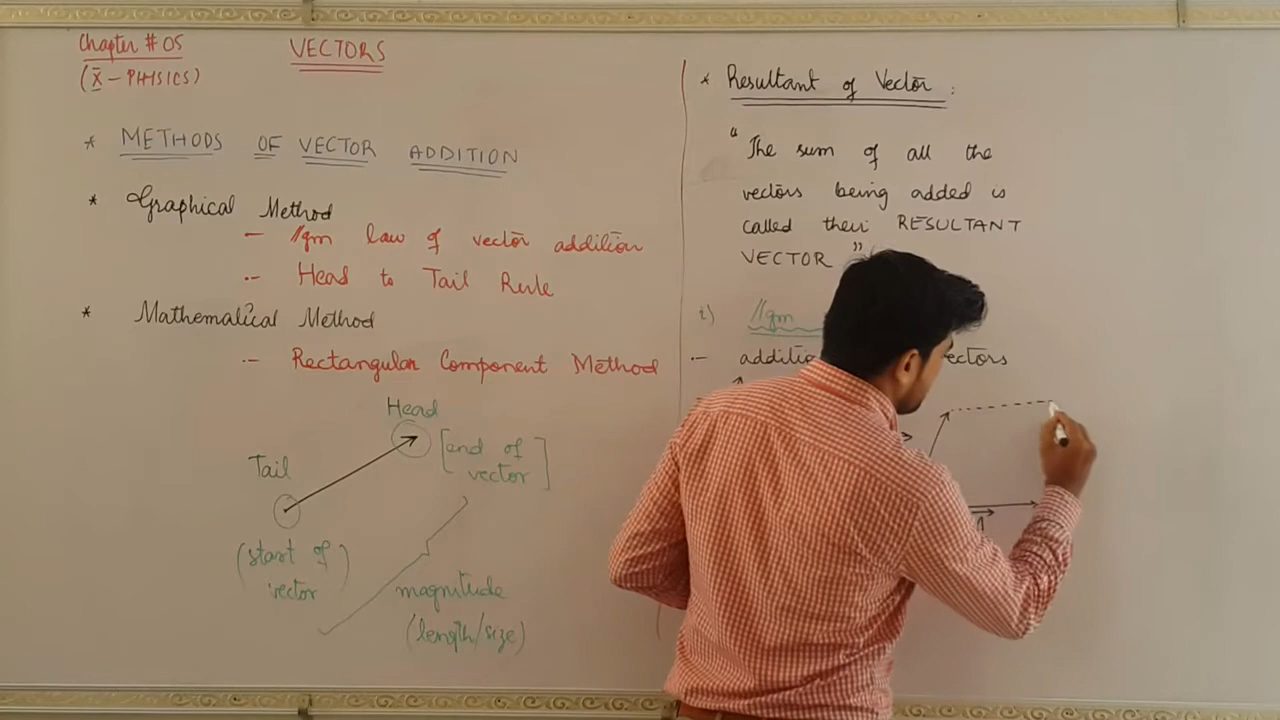 Chapter # 05
VECTORS
(X - PHYSICS)
* METHODS OF VECTOR ADDITION
* Graphical Method
- //gm law of vector addition
- Head to Tail Rule
* Mathematical Method
- Rectangular Component Method
Head
[end of vector]
Tail
(start of vector)
magnitude
(length/size)
* Resultant of Vector :
"The sum of all the
vectors being added is
called their RESULTANT
VECTOR"
i) //gm
- vectors